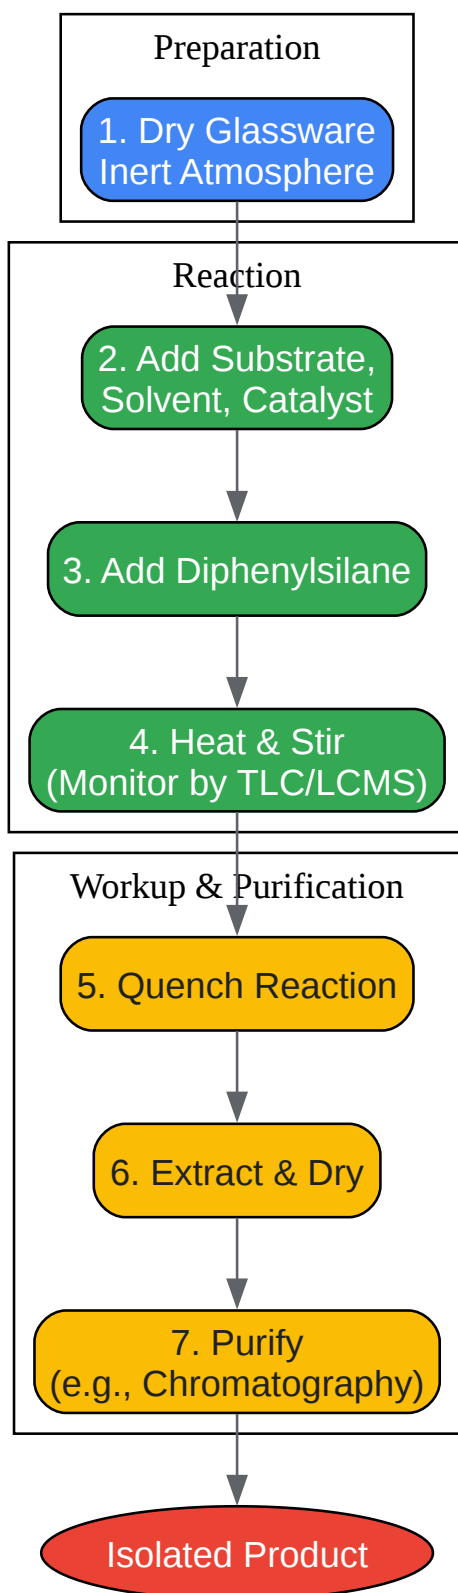 Preparation
1. Dry Glassware
Inert Atmosphere
Reaction
2. Add Substrate,
Solvent, Catalyst
3. Add Diphenylsilane
4. Heat & Stir
(Monitor by TLC/LCMS)
Workup & Purification
5. Quench Reaction
6. Extract & Dry
7. Purify
(e.g., Chromatography)
Isolated Product